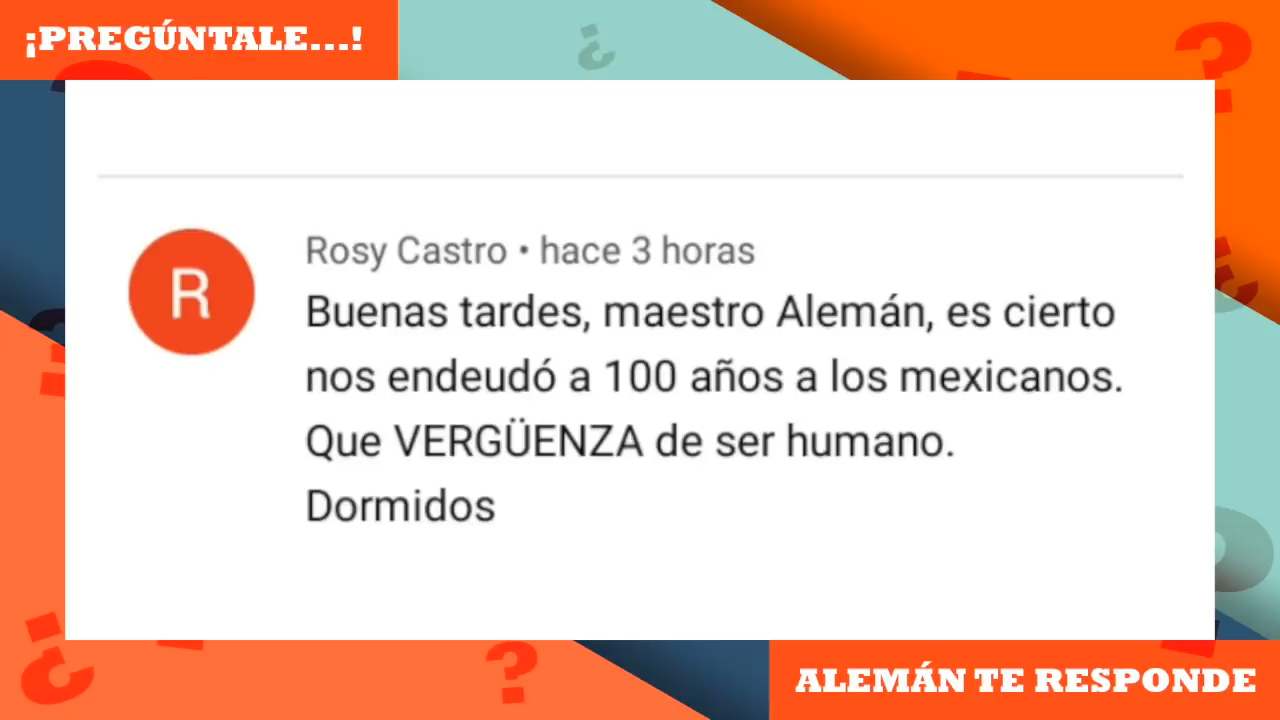 ¡PREGÚNTALE...!
R
Rosy Castro • hace 3 horas
Buenas tardes, maestro Alemán, es cierto
nos endeudó a 100 años a los mexicanos.
Que VERGÜENZA de ser humano.
Dormidos
ALEMÁN TE RESPONDE